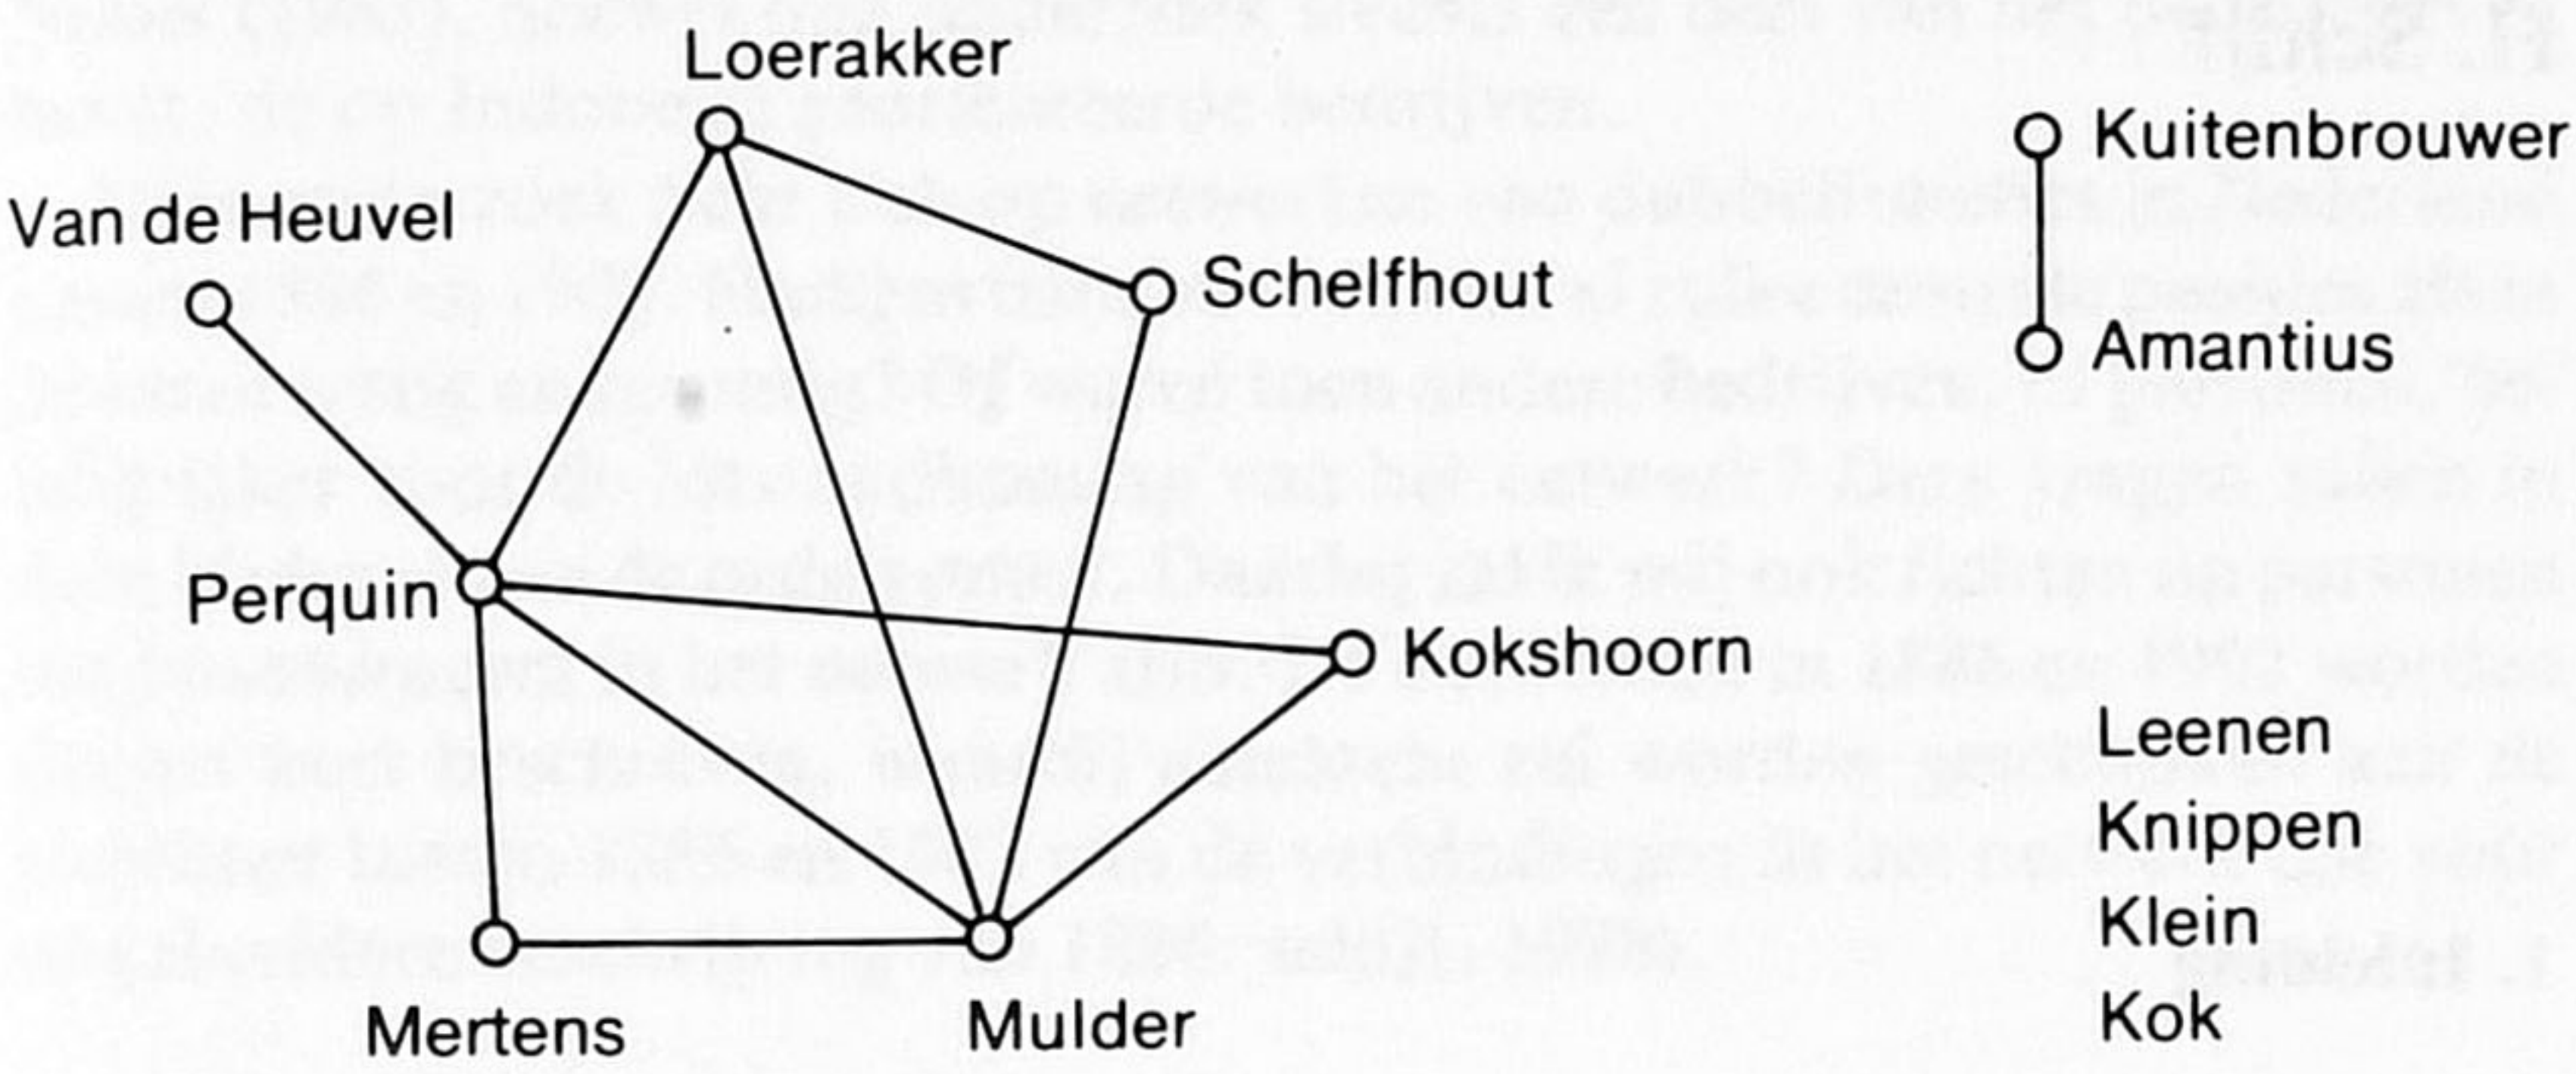 Loerakker
Kuitenbrouwer
Van de Heuvel
Schelfhout
Amantius
Perquin
Kokshoorn
Leenen
Knippen
Klein
Kok
Mertens
Mulder